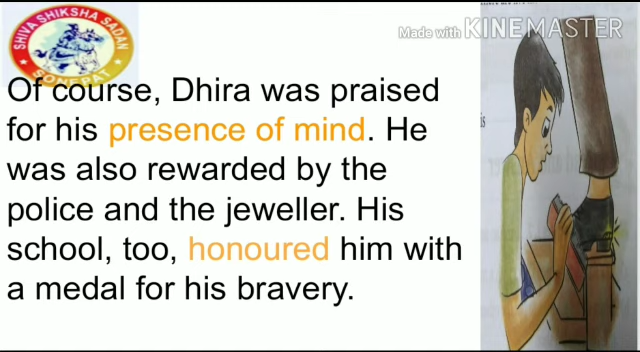 SHIVA SHIKSHA SADAN
SONEPAT
Made with KINEMASTER
Of course, Dhira was praised
for his presence of mind. He
was also rewarded by the
police and the jeweller. His
school, too, honoured him with
a medal for his bravery.